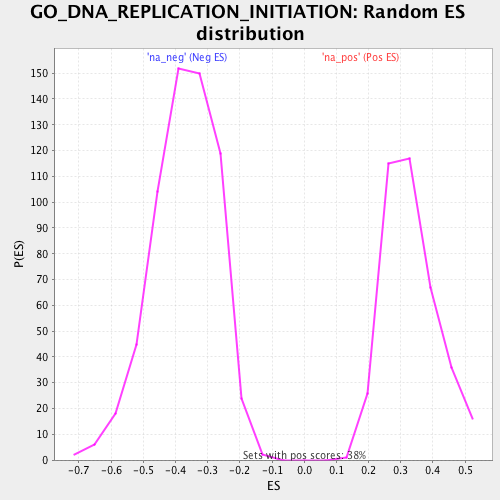 GO_DNA_REPLICATION_INITIATION: Random ES
distribution
'na_neg' (Neg ES) 'na_pos' (Pos ES)
150
140
130
120
110
100
90
80
70
60
50
40
30
20
10
0
P(ES)
Sets with pos scores: 38%
-0.7 -0.6 -0.5 -0.4 -0.3 -0.2 -0.1 0.0 0.1 0.2 0.3 0.4 0.5
ES